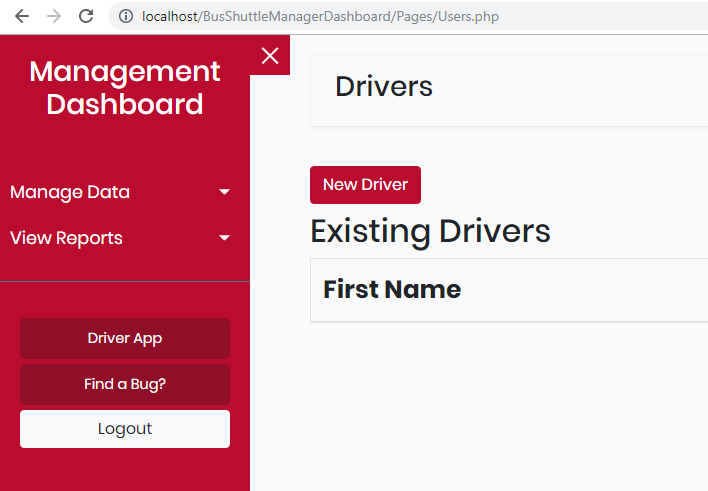 localhost/BusShuttleManagerDashboard/Pages/Users.php
Management
Dashboard
Manage Data
View Reports
Driver App
Find a Bug?
Logout
Drivers
New Driver
Existing Drivers
First Name